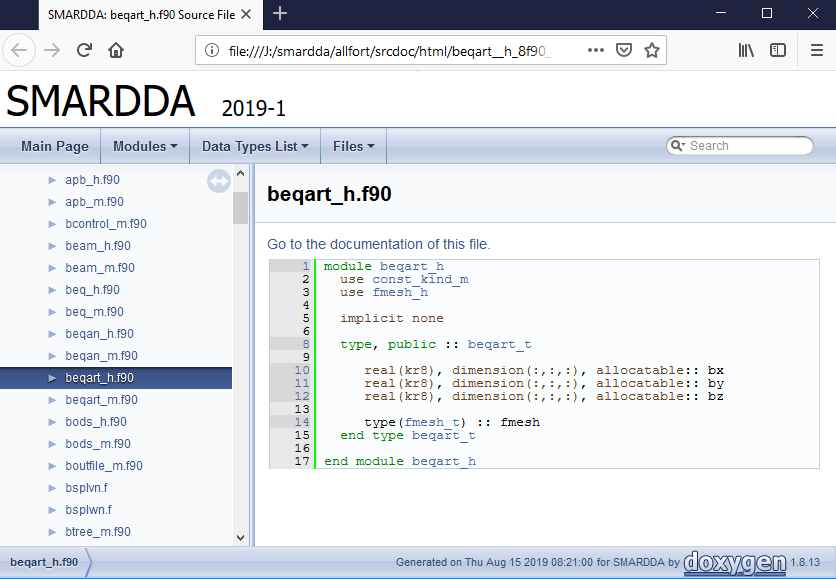 SMARDDA: beqart_h.f90 Source File
file:///J:/smardda/allfort/srcdoc/html/beqart__h_8f90_
SMARDDA 2019-1
Main Page Modules Data Types List Files Search
apb_h.f90
apb_m.f90
bcontrol_m.f90
beam_h.f90
beam_m.f90
beq_h.f90
beq_m.f90
beqan_h.f90
beqan_m.f90
beqart_h.f90
beqart_m.f90
bods_h.f90
bods_m.f90
boutfile_m.f90
bsplvn.f
bsplwn.f
btree_m.f90
beqart_h.f90
Go to the documentation of this file.
1 module beqart_h
2 use const_kind_m
3 use fmesh_h
4
5 implicit none
6
8 type, public :: beqart_t
9
10 real(kr8), dimension(:,:,:), allocatable:: bx
11 real(kr8), dimension(:,:,:), allocatable:: by
12 real(kr8), dimension(:,:,:), allocatable:: bz
13
14 type(fmesh_t) :: fmesh
15 end type beqart_t
16
17 end module beqart_h
beqart_h.f90
Generated on Thu Aug 15 2019 08:21:00 for SMARDDA by doxygen 1.8.13